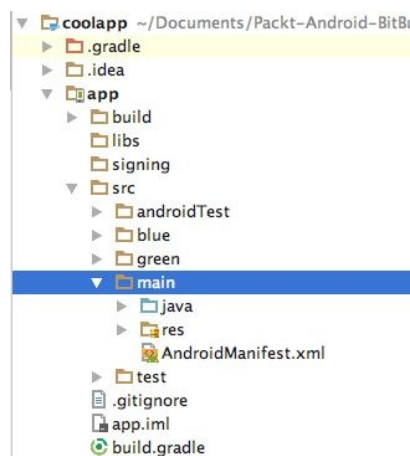 coolapp ~/Documents/Packt-Android-BitBu
.gradle
.idea
app
build
libs
signing
src
androidTest
blue
green
main
java
res
AndroidManifest.xml
test
.gitignore
app.iml
build.gradle